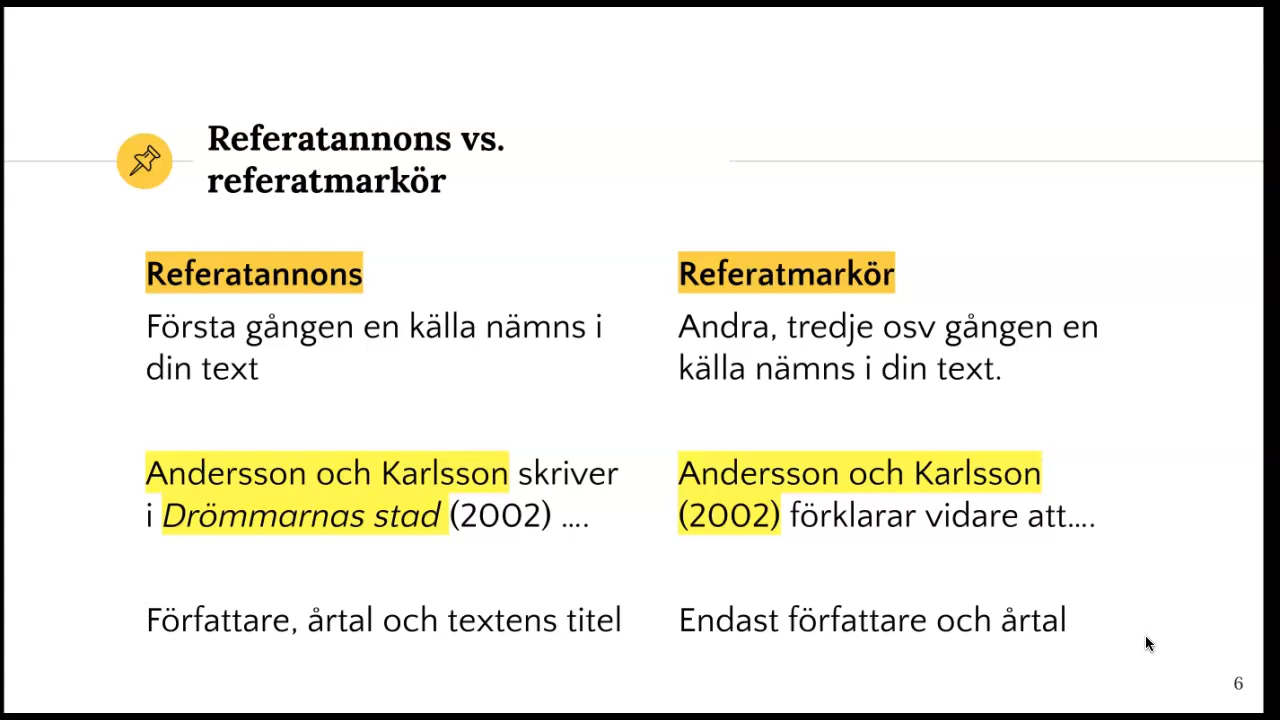 Referatannons vs.
referatmarkör
Referatannons
Första gången en källa nämns i
din text
Andersson och Karlsson skriver
i Drömmarnas stad (2002) ....
Författare, årtal och textens titel
Referatmarkör
Andra, tredje osv gången en
källa nämns i din text.
Andersson och Karlsson
(2002) förklarar vidare att....
Endast författare och årtal
6